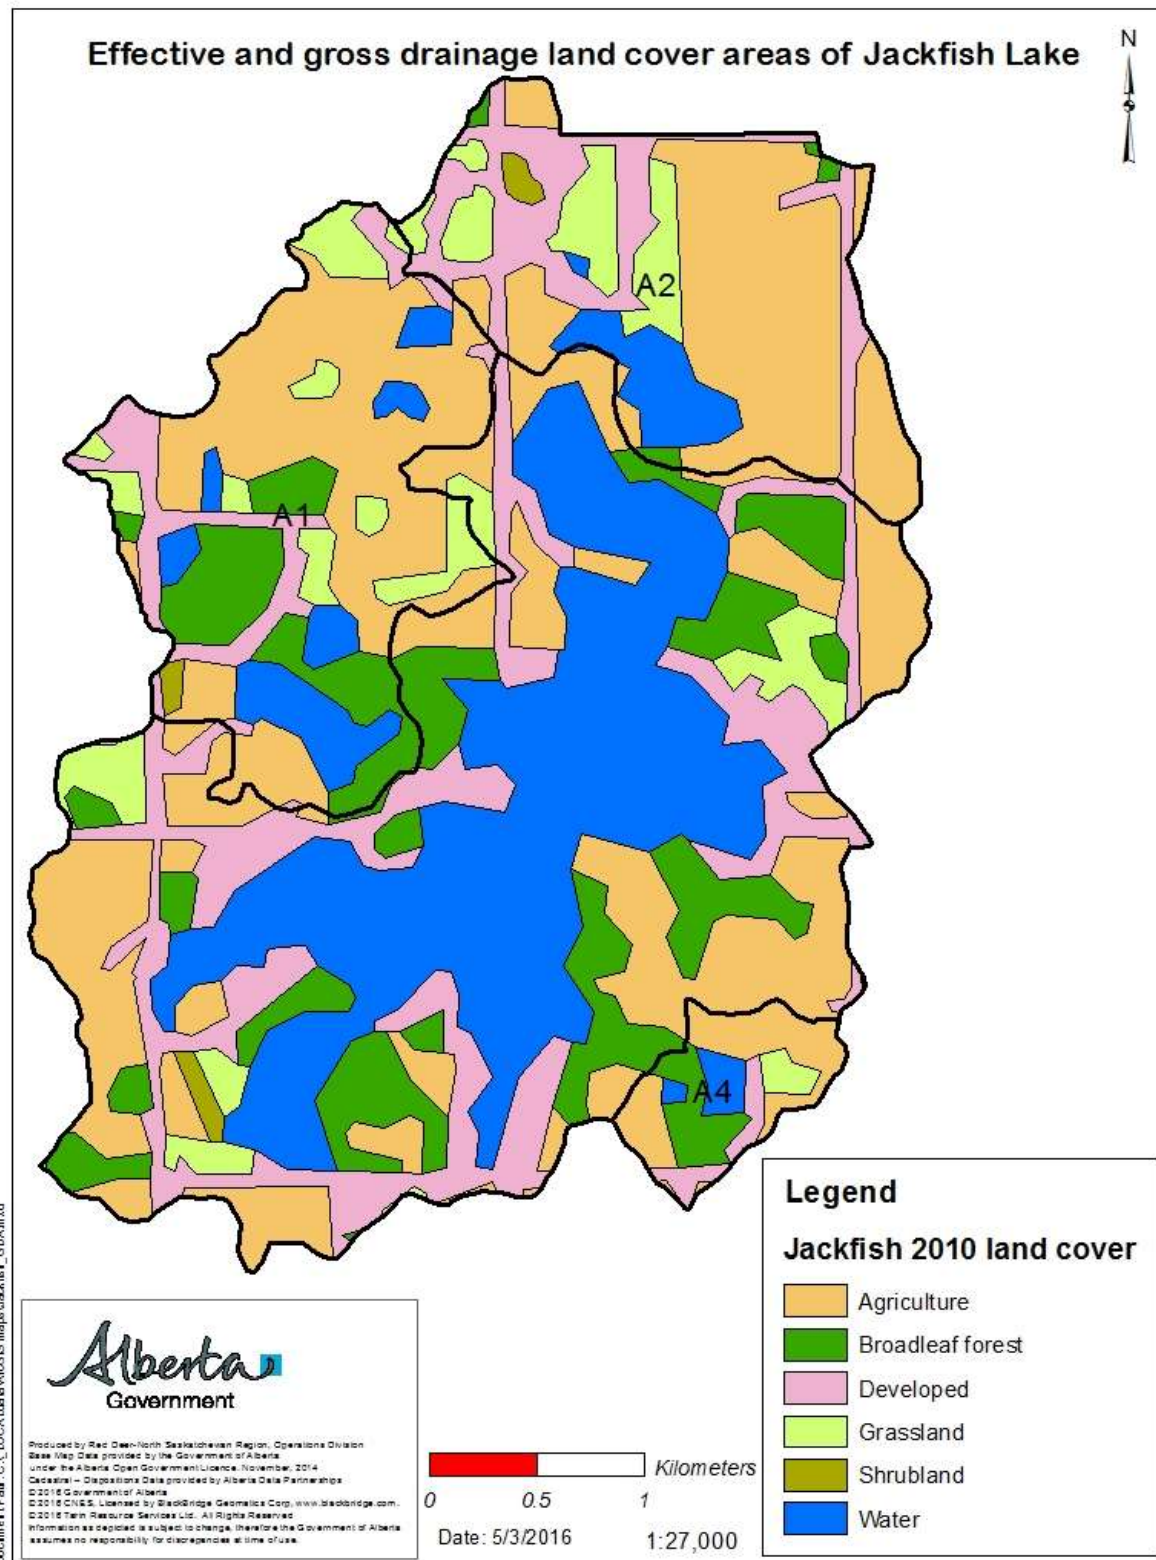 Effective and gross drainage land cover areas of Jackfish Lake
N
A2
A1
A4
Legend
Jackfish 2010 land cover
Agriculture
Broadleaf forest
Developed
Grassland
Shrubland
Water
Alberta
Government
Produced by Red Deer-North Saskatchewan Region, Operations Division
Base Map Data provided by the Government of Alberta
under the Alberta Open Government Licence. November, 2014
Cadastral – Dispositions Data provided by Alberta Data Partnerships
©2016 Government of Alberta
©2016 CNES, Licensed by BlackBridge Geomatics Corp, www.blackbridge.com.
©2016 Tarin Resource Services Ltd. All Rights Reserved
Information as depicted is subject to change, therefore the Government of Alberta
assumes no responsibility for discrepancies at time of use.
Kilometers
0 0.5 1
Date: 5/3/2016 1:27,000